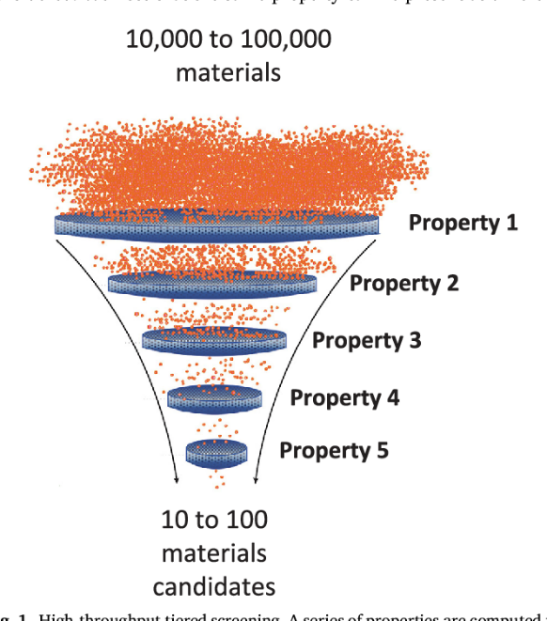 10,000 to 100,000
materials
Property 1
Property 2
Property 3
Property 4
Property 5
10 to 100
materials
candidates
1. High-throughput tiered screening. A series of properties are computed